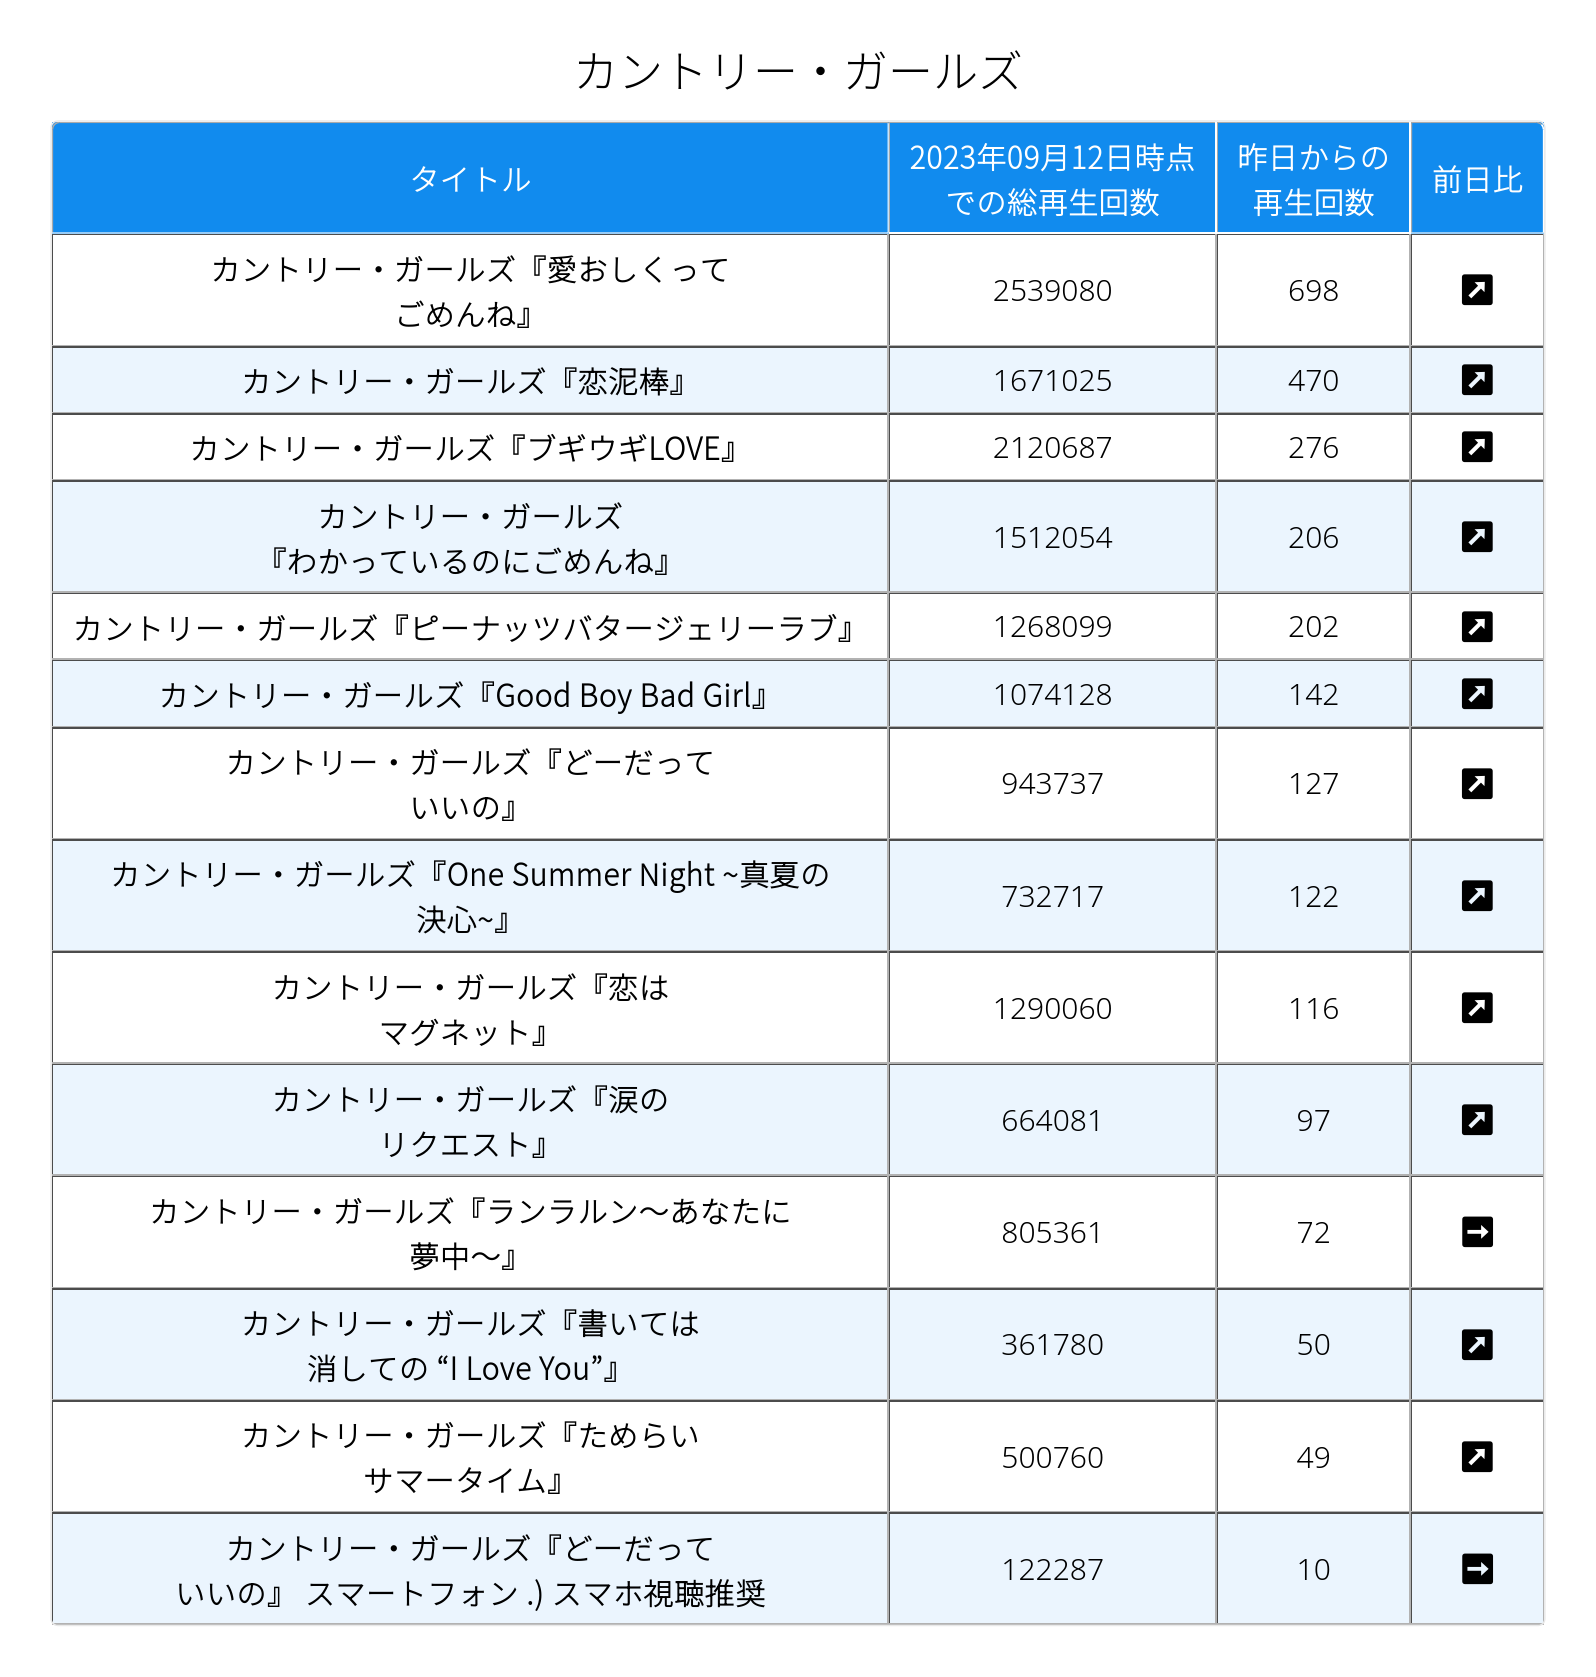 カントリー・ガールズ
タイトル
2023年09月12日時点
での総再生回数
昨日からの
再生回数
前日比
カントリー・ガールズ『愛おしくって
ごめんね』
2539080
698
カントリー・ガールズ『恋泥棒』
1671025
470
カントリー・ガールズ『ブギウギLOVE』
2120687
276
カントリー・ガールズ
『わかっているのにごめんね』
1512054
206
カントリー・ガールズ『ピーナッツバタージェリーラブ』
1268099
202
カントリー・ガールズ『Good Boy Bad Girl』
1074128
142
カントリー・ガールズ『どーだって
いいの』
943737
127
カントリー・ガールズ『One Summer Night ~真夏の
決心~』
732717
122
カントリー・ガールズ『恋は
マグネット』
1290060
116
カントリー・ガールズ『涙の
リクエスト』
664081
97
カントリー・ガールズ『ランラルン〜あなたに
夢中〜』
805361
72
カントリー・ガールズ『書いては
消しての “I Love You”』
361780
50
カントリー・ガールズ『ためらい
サマータイム』
500760
49
カントリー・ガールズ『どーだって
いいの』 スマートフォン .) スマホ視聴推奨
122287
10